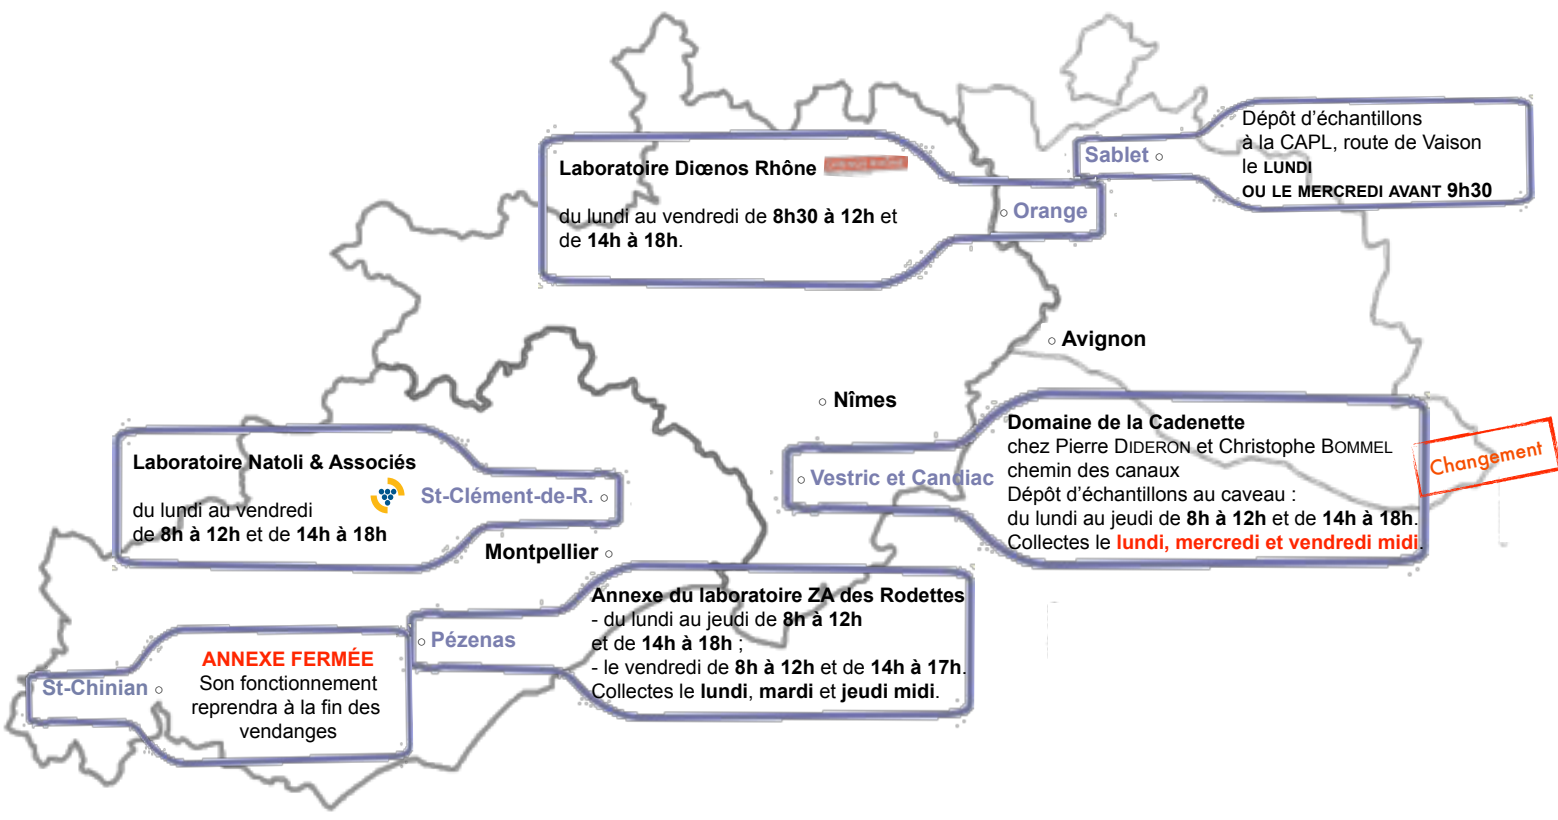 Dépôt d'échantillons
à la CAPL, route de Vaison
le LUNDI
OU LE MERCREDI AVANT 9h30
Sablet
Laboratoire Diœnos Rhône
du lundi au vendredi de 8h30 à 12h et
de 14h à 18h.
Orange
Avignon
Nîmes
Domaine de la Cadenette
chez Pierre DIDERON et Christophe BOMMEL
chemin des canaux
Dépôt d'échantillons au caveau :
du lundi au jeudi de 8h à 12h et de 14h à 18h.
Collectes le lundi, mercredi et vendredi midi.
Vestric et Candiac
Changement
Laboratoire Natoli & Associés
du lundi au vendredi
de 8h à 12h et de 14h à 18h
St-Clément-de-R.
Montpellier
Annexe du laboratoire ZA des Rodettes
- du lundi au jeudi de 8h à 12h
et de 14h à 18h ;
- le vendredi de 8h à 12h et de 14h à 17h.
Collectes le lundi, mardi et jeudi midi.
Pézenas
ANNEXE FERMÉE
Son fonctionnement
reprendra à la fin des
vendanges
St-Chinian